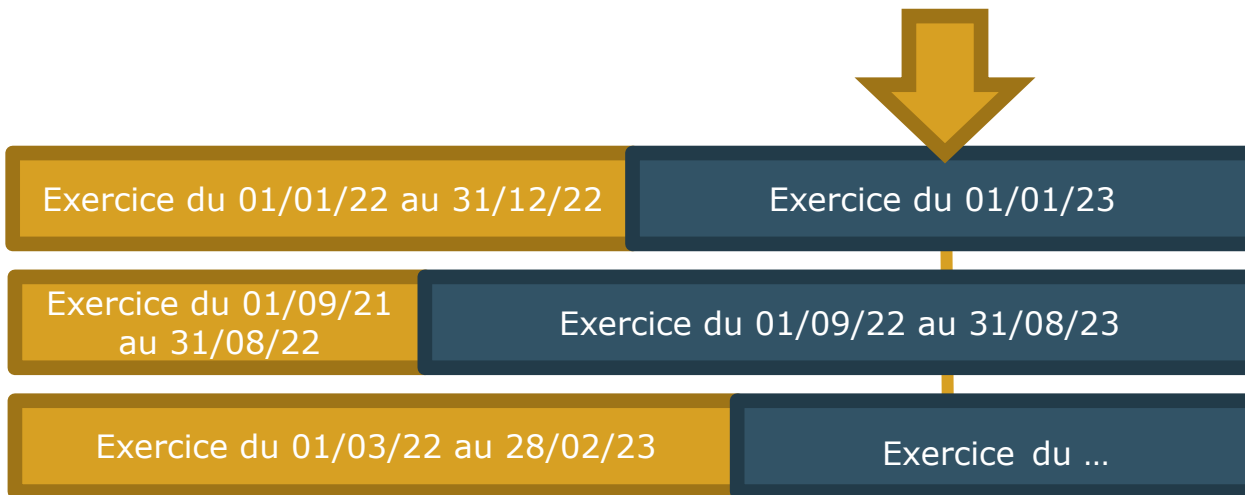 Exercice du 01/01/22 au 31/12/22
Exercice du 01/01/23
Exercice du 01/09/21
au 31/08/22
Exercice du 01/09/22 au 31/08/23
Exercice du 01/03/22 au 28/02/23
Exercice du ...